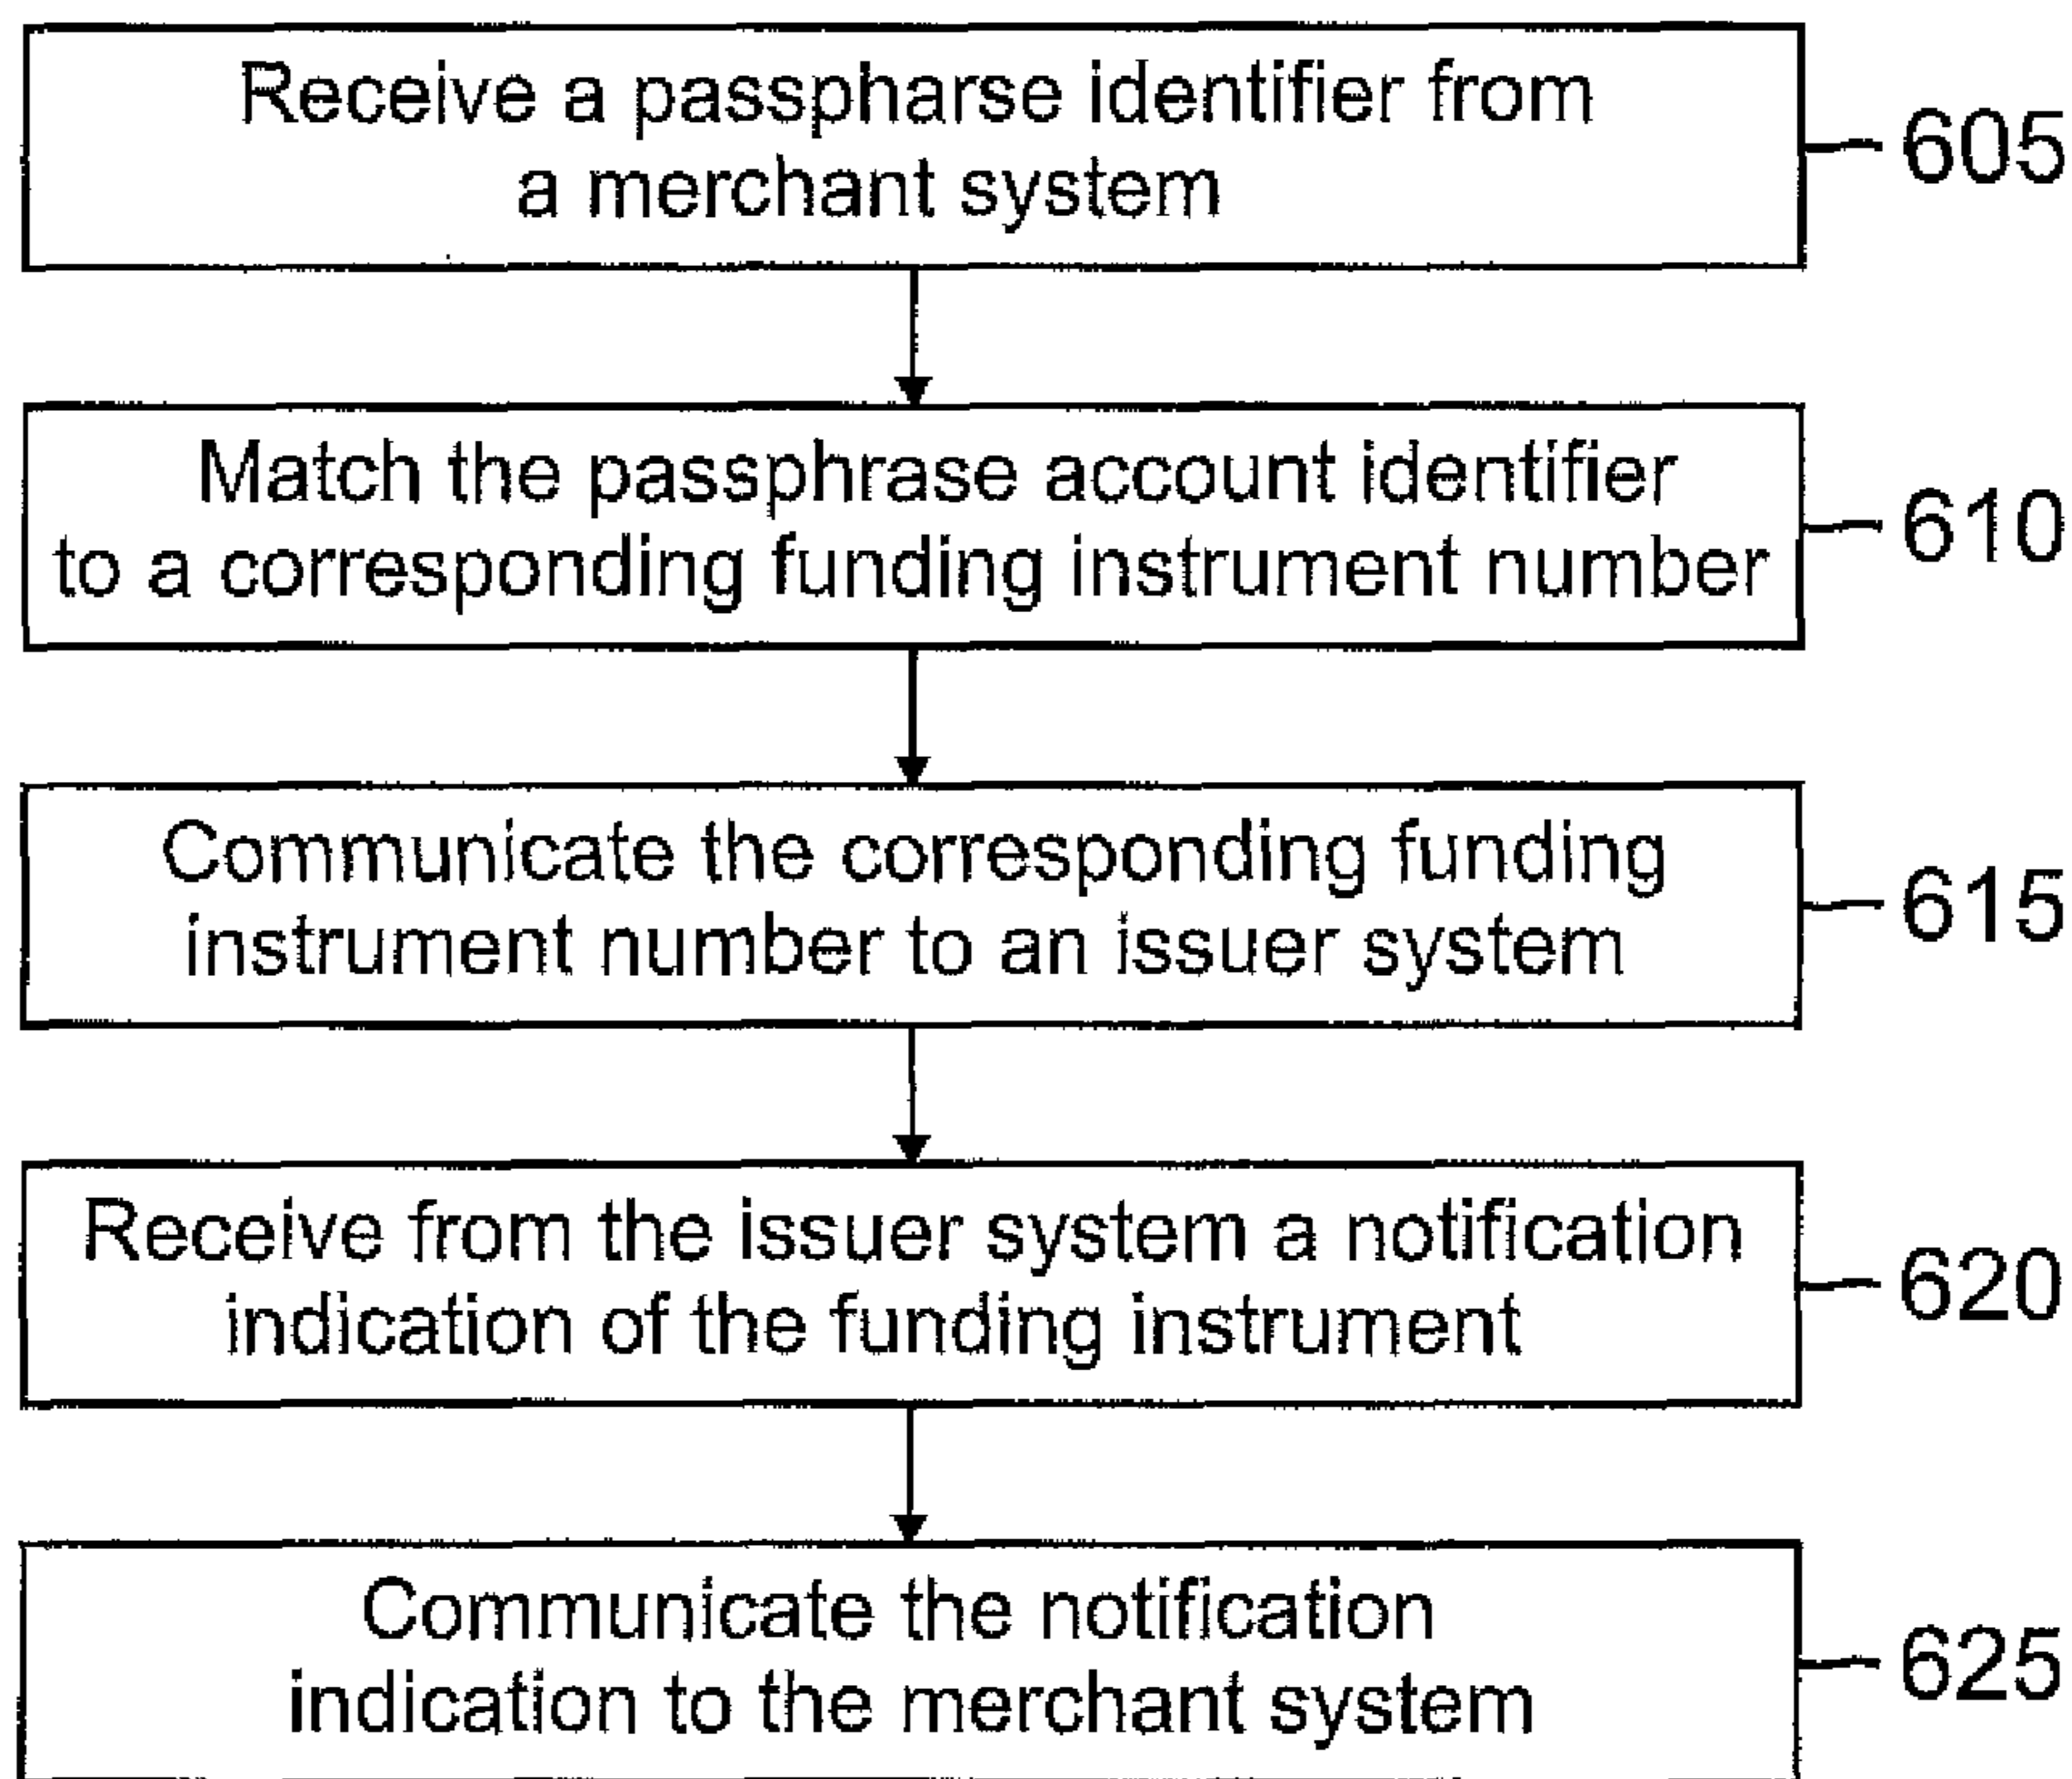 Receive a passpharse identifier from
a merchant system
605
Match the passphrase account identifier
to a corresponding funding instrument number
610
Communicate the corresponding funding
instrument number to an issuer system
615
Receive from the issuer system a notification
indication of the funding instrument
620
Communicate the notification
indication to the merchant system
625